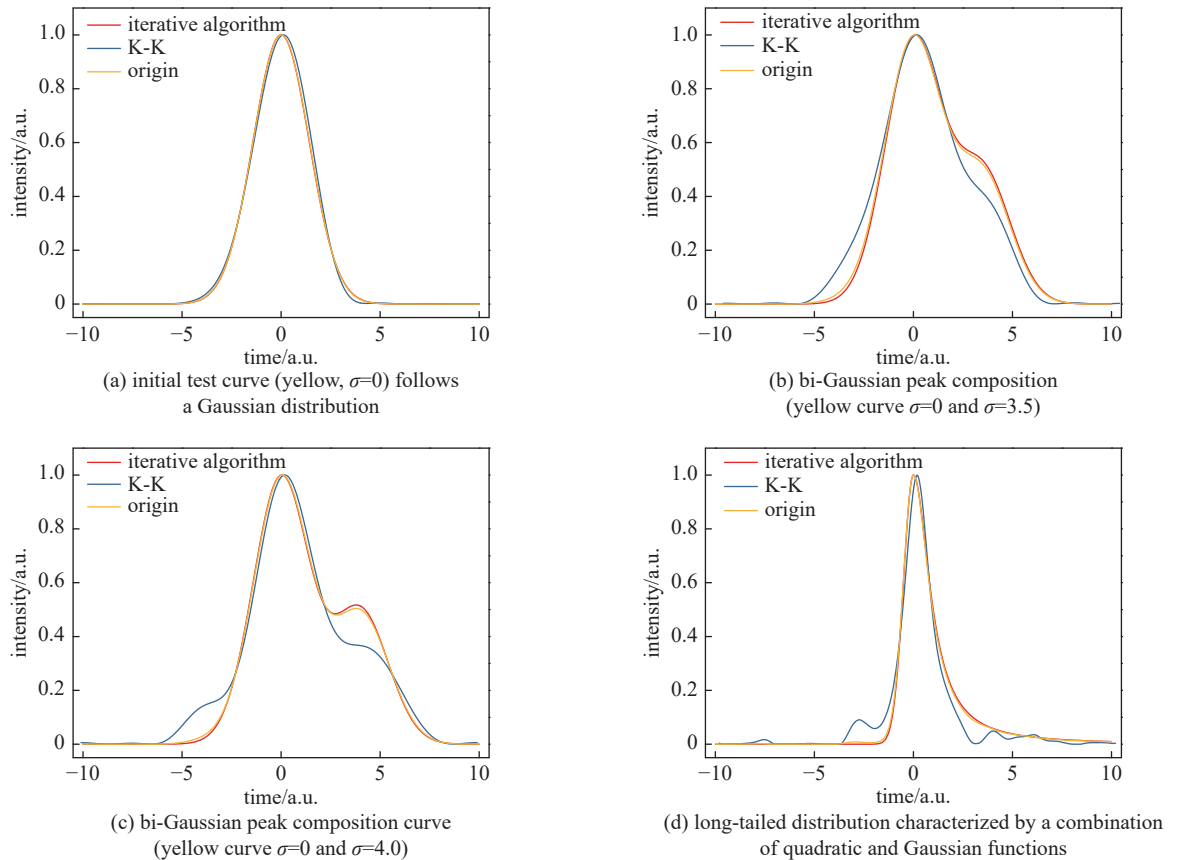 iterative algorithm
K-K
origin
1.0
0.8
0.6
0.4
0.2
0
intensity/a.u.
−10
−5
0
5
10
time/a.u.
(a) initial test curve (yellow, σ=0) follows
a Gaussian distribution
iterative algorithm
K-K
origin
1.0
0.8
0.6
0.4
0.2
0
intensity/a.u.
−10
−5
0
5
10
time/a.u.
(b) bi-Gaussian peak composition
(yellow curve σ=0 and σ=3.5)
iterative algorithm
K-K
origin
1.0
0.8
0.6
0.4
0.2
0
intensity/a.u.
−10
−5
0
5
10
time/a.u.
(c) bi-Gaussian peak composition curve
(yellow curve σ=0 and σ=4.0)
iterative algorithm
K-K
origin
1.0
0.8
0.6
0.4
0.2
0
intensity/a.u.
−10
−5
0
5
10
time/a.u.
(d) long-tailed distribution characterized by a combination
of quadratic and Gaussian functions